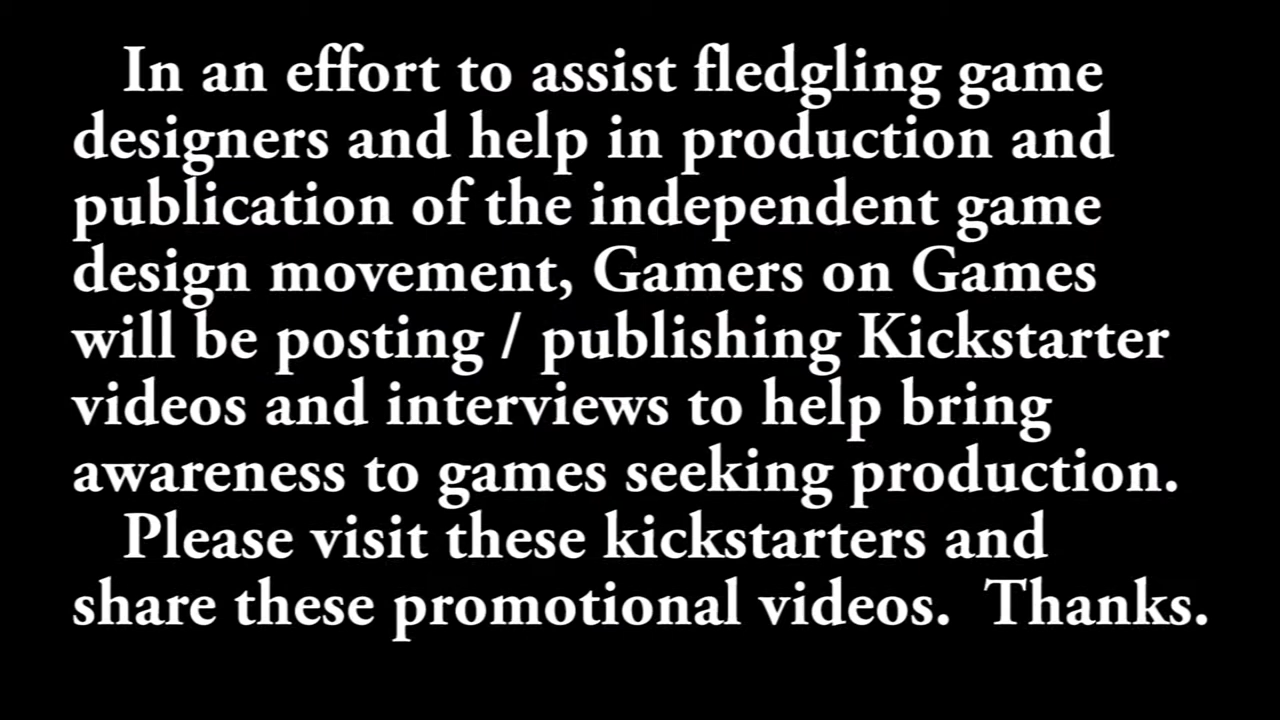 In an effort to assist fledgling game
designers and help in production and
publication of the independent game
design movement, Gamers on Games
will be posting / publishing Kickstarter
videos and interviews to help bring
awareness to games seeking production.
Please visit these kickstarters and
share these promotional videos.  Thanks.